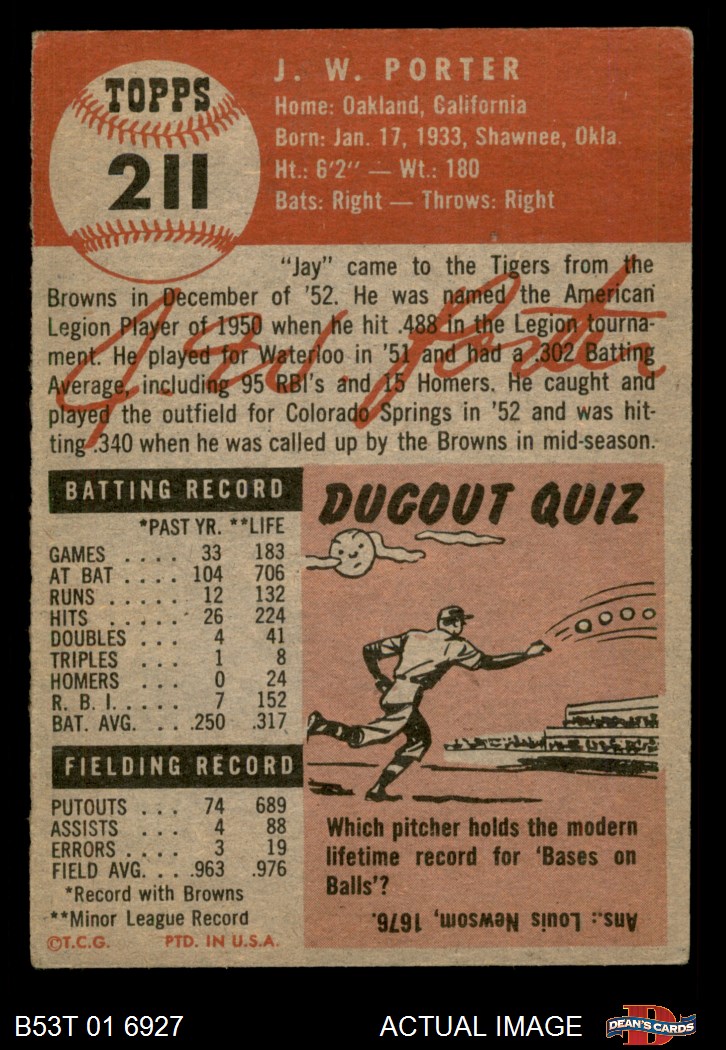 TOPPS
211
J. W. PORTER
Home: Oakland, California
Born: Jan. 17, 1933, Shawnee, Okla.
Ht.: 6'2" — Wt.: 180
Bats: Right — Throws: Right
"Jay" came to the Tigers from the
Browns in December of '52. He was named the American
Legion Player of 1950 when he hit .488 in the Legion tourna-
ment. He played for Waterloo in '51 and had a .302 Batting
Average, including 95 RBI's and 15 Homers. He caught and
played the outfield for Colorado Springs in '52 and was hit-
ting .340 when he was called up by the Browns in mid-season.
J. W. Porter
BATTING RECORD
*PAST YR. **LIFE
GAMES . . . . 33 183
AT BAT . . . . 104 706
RUNS . . . . . 12 132
HITS . . . . . 26 224
DOUBLES . . . 4 41
TRIPLES . . . 1 8
HOMERS . . . 0 24
R. B. I. . . . . 7 152
BAT. AVG. . . .250 .317
FIELDING RECORD
PUTOUTS . . . 74 689
ASSISTS . . . 4 88
ERRORS . . . . 3 19
FIELD AVG. . . .963 .976
*Record with Browns
**Minor League Record
©T.C.G. PTD. IN U.S.A.
DUGOUT QUIZ
Which pitcher holds the modern
lifetime record for 'Bases on
Balls'?
Ans.: Louis Newsom, 1676.
B53T 01 6927
ACTUAL IMAGE
D
DEAN'S CARDS